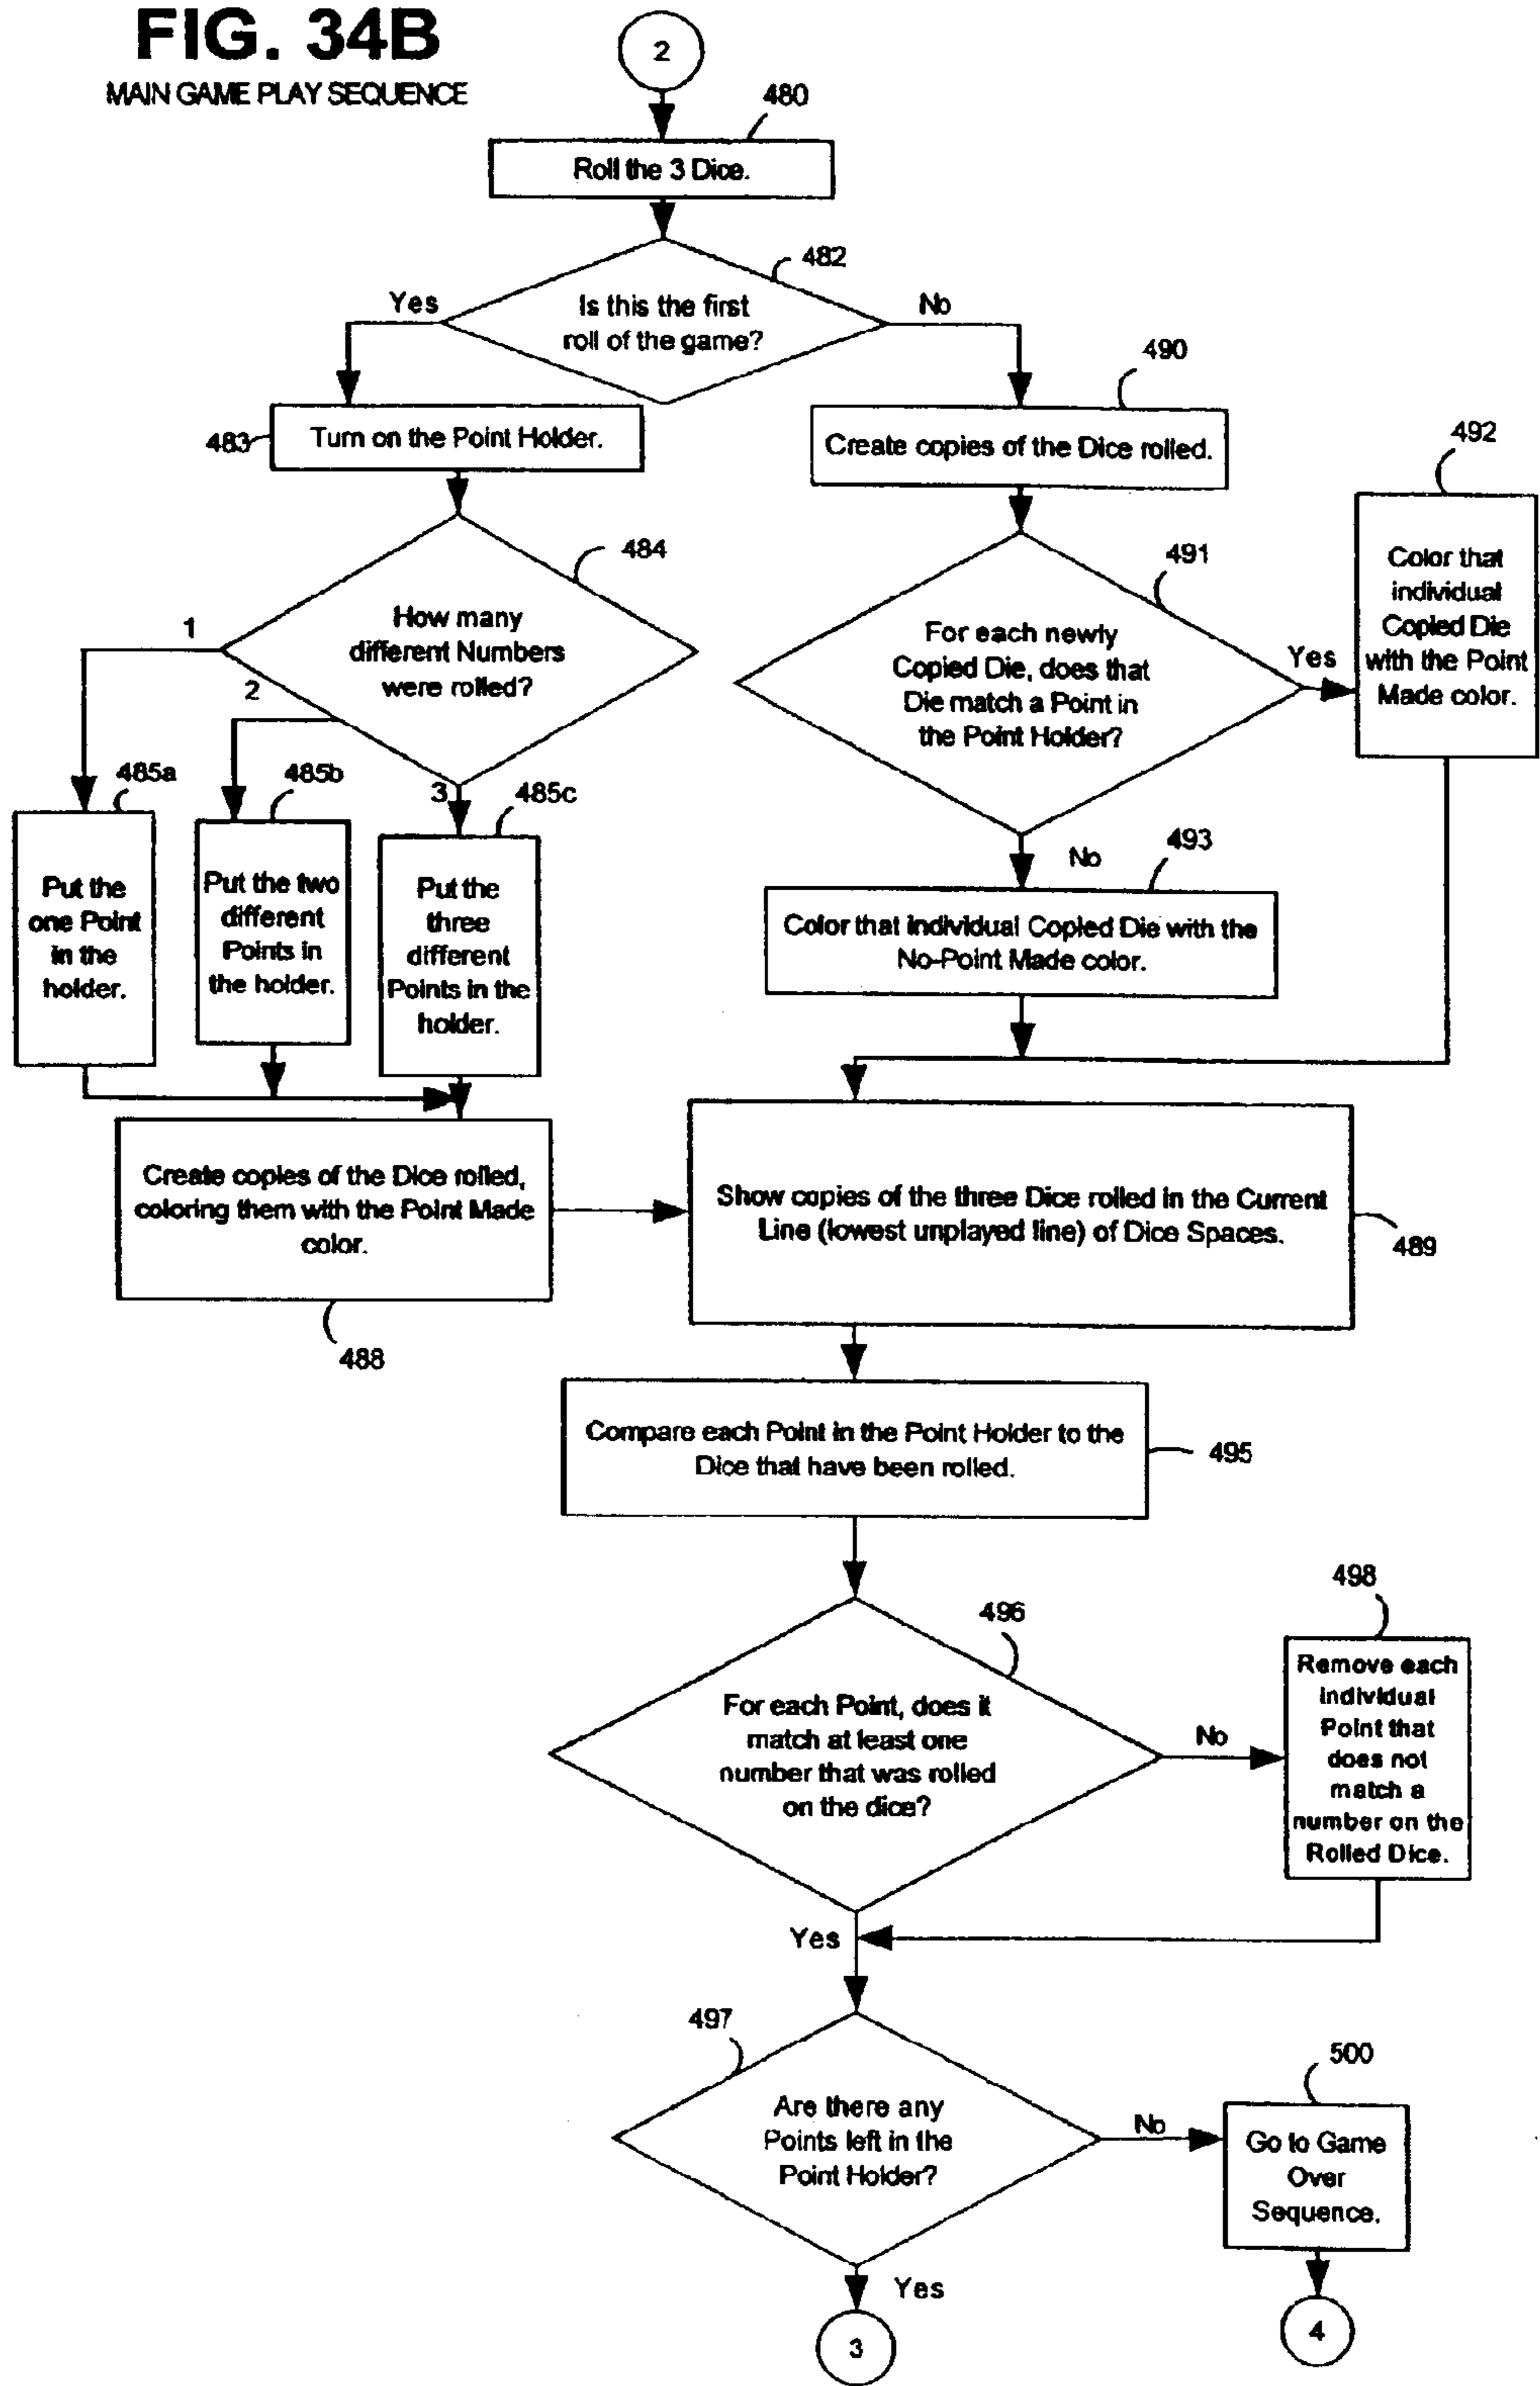 FIG. 34B
MAIN GAME PLAY SEQUENCE
2
480
Roll the 3 Dice.
482
Is this the first
roll of the game?
Yes
No
483
Turn on the Point Holder.
490
Create copies of the Dice rolled.
492
Color that
individual
Copied Die
with the Point
Made color.
484
How many
different Numbers
were rolled?
1
2
3
491
For each newly
Copied Die, does that
Die match a Point in
the Point Holder?
Yes
No
485a
Put the
one Point
in the
holder.
485b
Put the two
different
Points in
the holder.
485c
Put the
three
different
Points in the
holder.
493
Color that individual Copied Die with the
No-Point Made color.
Create copies of the Dice rolled,
coloring them with the Point Made
color.
488
Show copies of the three Dice rolled in the Current
Line (lowest unplayed line) of Dice Spaces.
489
Compare each Point in the Point Holder to the
Dice that have been rolled.
495
496
For each Point, does it
match at least one
number that was rolled
on the dice?
No
498
Remove each
individual
Point that
does not
match a
number on the
Rolled Dice.
Yes
497
Are there any
Points left in the
Point Holder?
No
500
Go to Game
Over
Sequence.
Yes
3
4